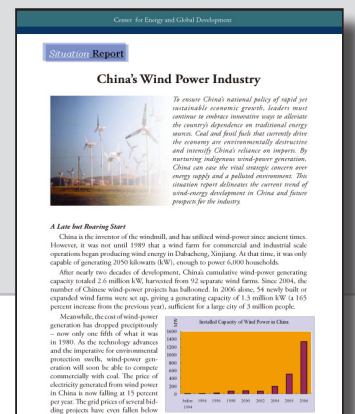 Center for Energy and Global Development
Situation Report
China's Wind Power Industry
To ensure China's national policy of rapid yet
sustainable economic growth, leaders must
continue to embrace innovative ways to alleviate
the country's dependence on traditional energy
sources. Coal and fossil fuels that currently drive
the economy are environmentally destructive
and intensify China's reliance on imports. By
nurturing indigenous wind-power generation,
China can ease the vital strategic concern over
energy supply and a polluted environment. This
situation report delineates the current trend of
wind-energy development in China and future
prospects for the industry.
A Late but Roaring Start
China is the inventor of the windmill, and has utilized wind-power since ancient times.
However, it was not until 1989 that a wind farm for commercial and industrial scale
operations began producing wind energy in Dabacheng, Xinjiang. At that time, it was only
capable of generating 2050 kilowatts (kW), enough to power 6,000 households.
After nearly two decades of development, China's cumulative wind-power generating
capacity totaled 2.6 million kW, harvested from 92 separate wind farms. Since 2004, the
number of Chinese wind-power projects has ballooned. In 2006 alone, 54 newly built or
expanded wind farms were set up, giving a generating capacity of 1.3 million kW (a 165
percent increase from the previous year), sufficient for a large city of 3 million people.
Meanwhile, the cost of wind-power
generation has dropped precipitously
– now only one fifth of what it was
in 1980. As the technology advances
and the imperative for environmental
protection swells, wind-power gen-
eration will soon be able to compete
commercially with coal. The price of
electricity generated from wind power
in China is now falling at 15 percent
per year. The grid prices of several bid-
ding projects have even fallen below
Installed Capacity of Wind Power in China
MW
1600
1400
1200
1000
800
600
400
200
0
before 1994